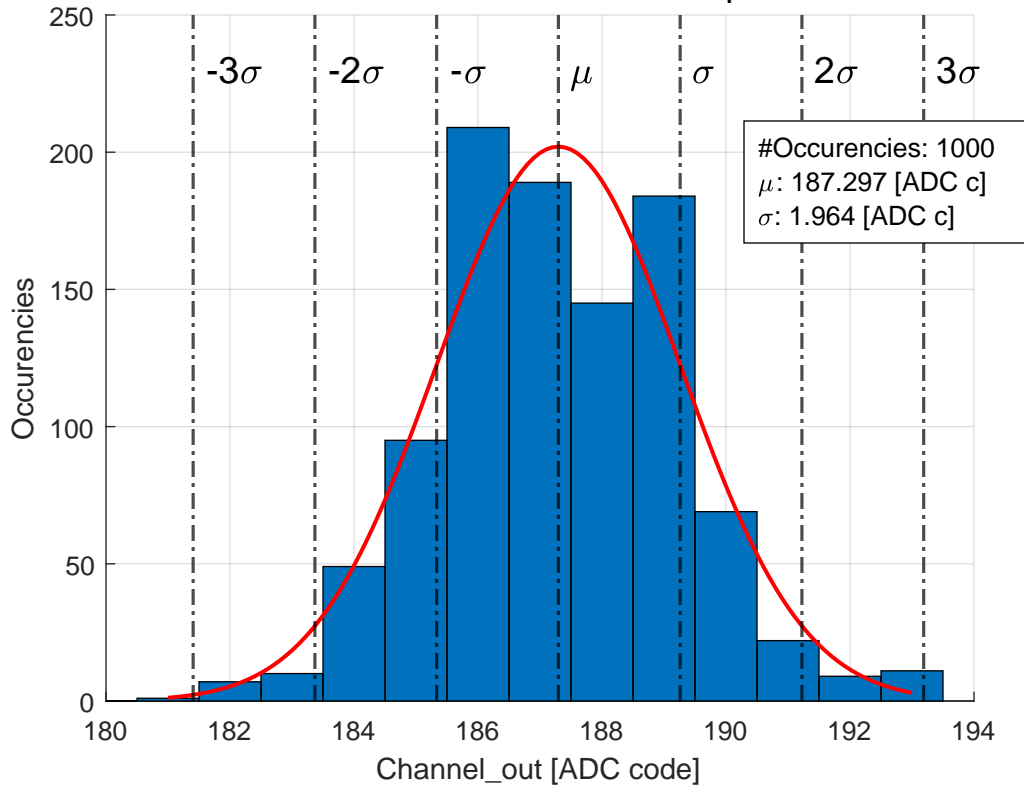 250
200
150
100
50
0
-3σ -2σ -σ μ σ 2σ 3σ
#Occurencies: 1000
μ: 187.297 [ADC c]
σ: 1.964 [ADC c]
Occurencies
180 182 184 186 188 190 192 194
Channel_out [ADC code]